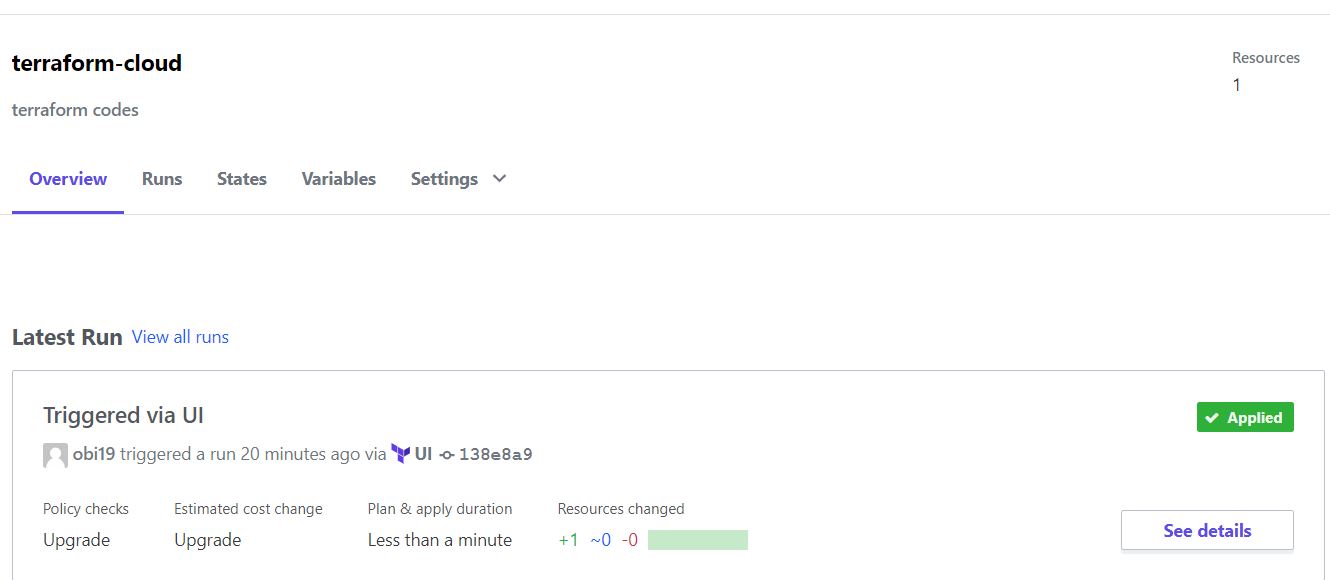 terraform-cloud
Resources
1
terraform codes
Overview Runs States Variables Settings
Latest Run View all runs
Triggered via UI
Applied
obi19 triggered a run 20 minutes ago via UI 138e8a9
Policy checks Estimated cost change Plan & apply duration Resources changed
Upgrade Upgrade Less than a minute +1 ~0 -0
See details